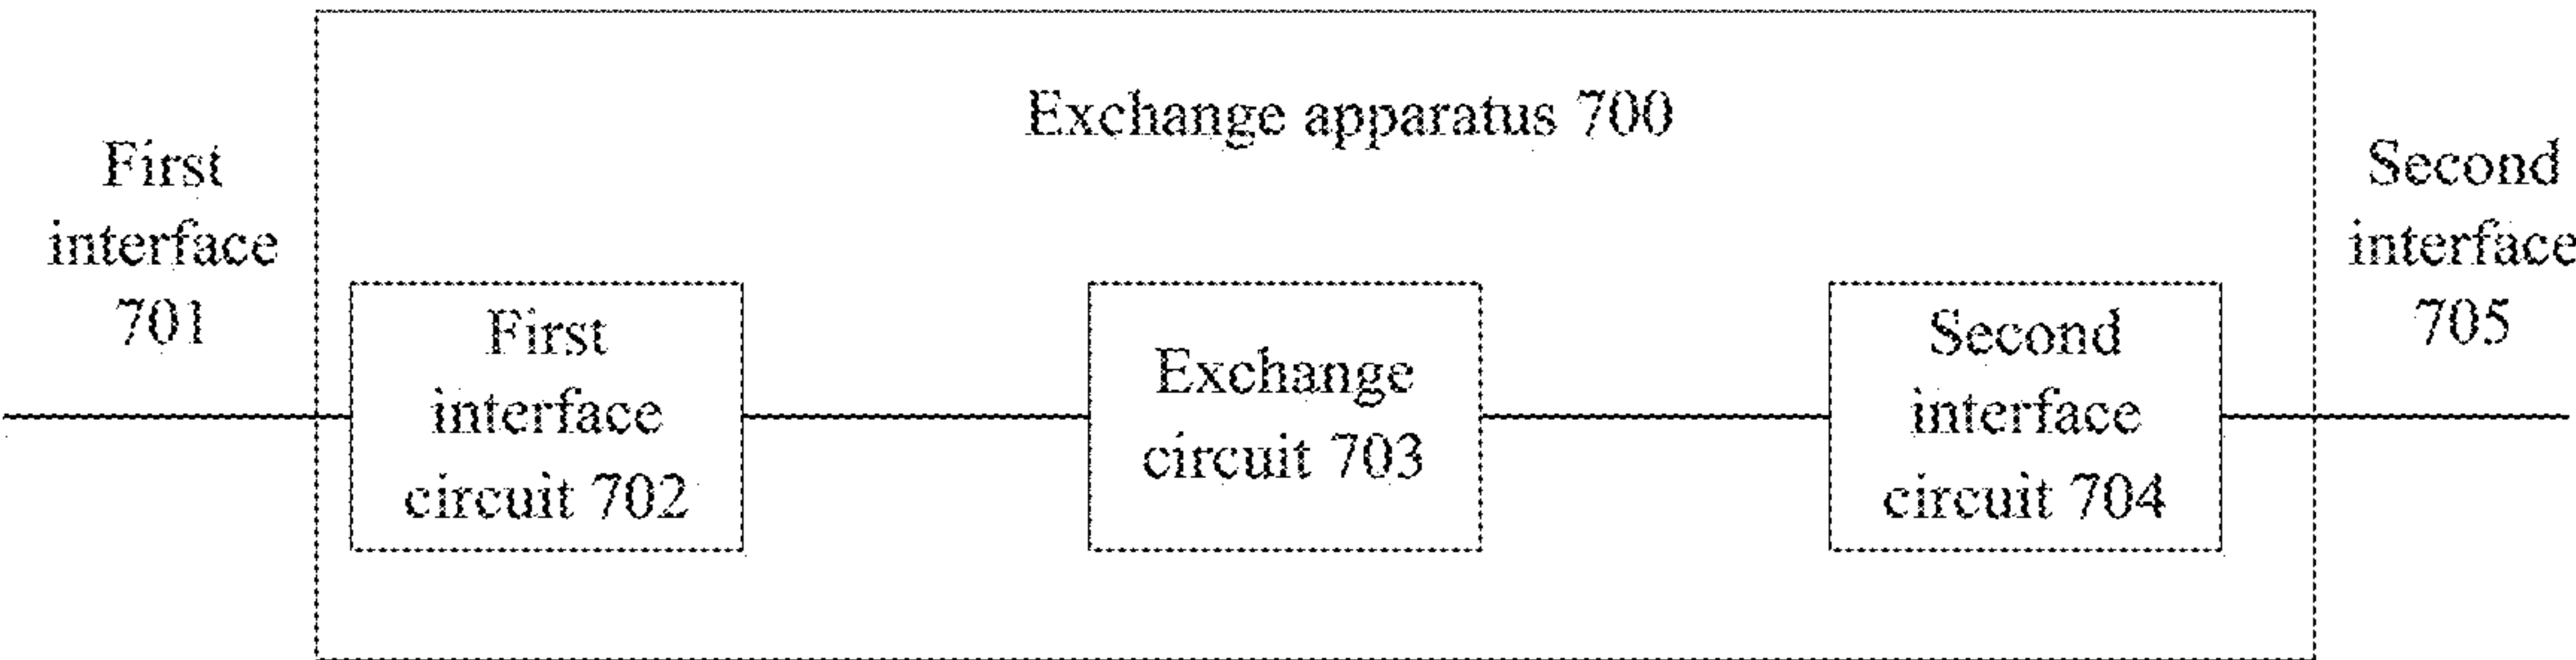 Exchange apparatus 700
First
interface
701
First
interface
circuit 702
Exchange
circuit 703
Second
interface
circuit 704
Second
interface
705